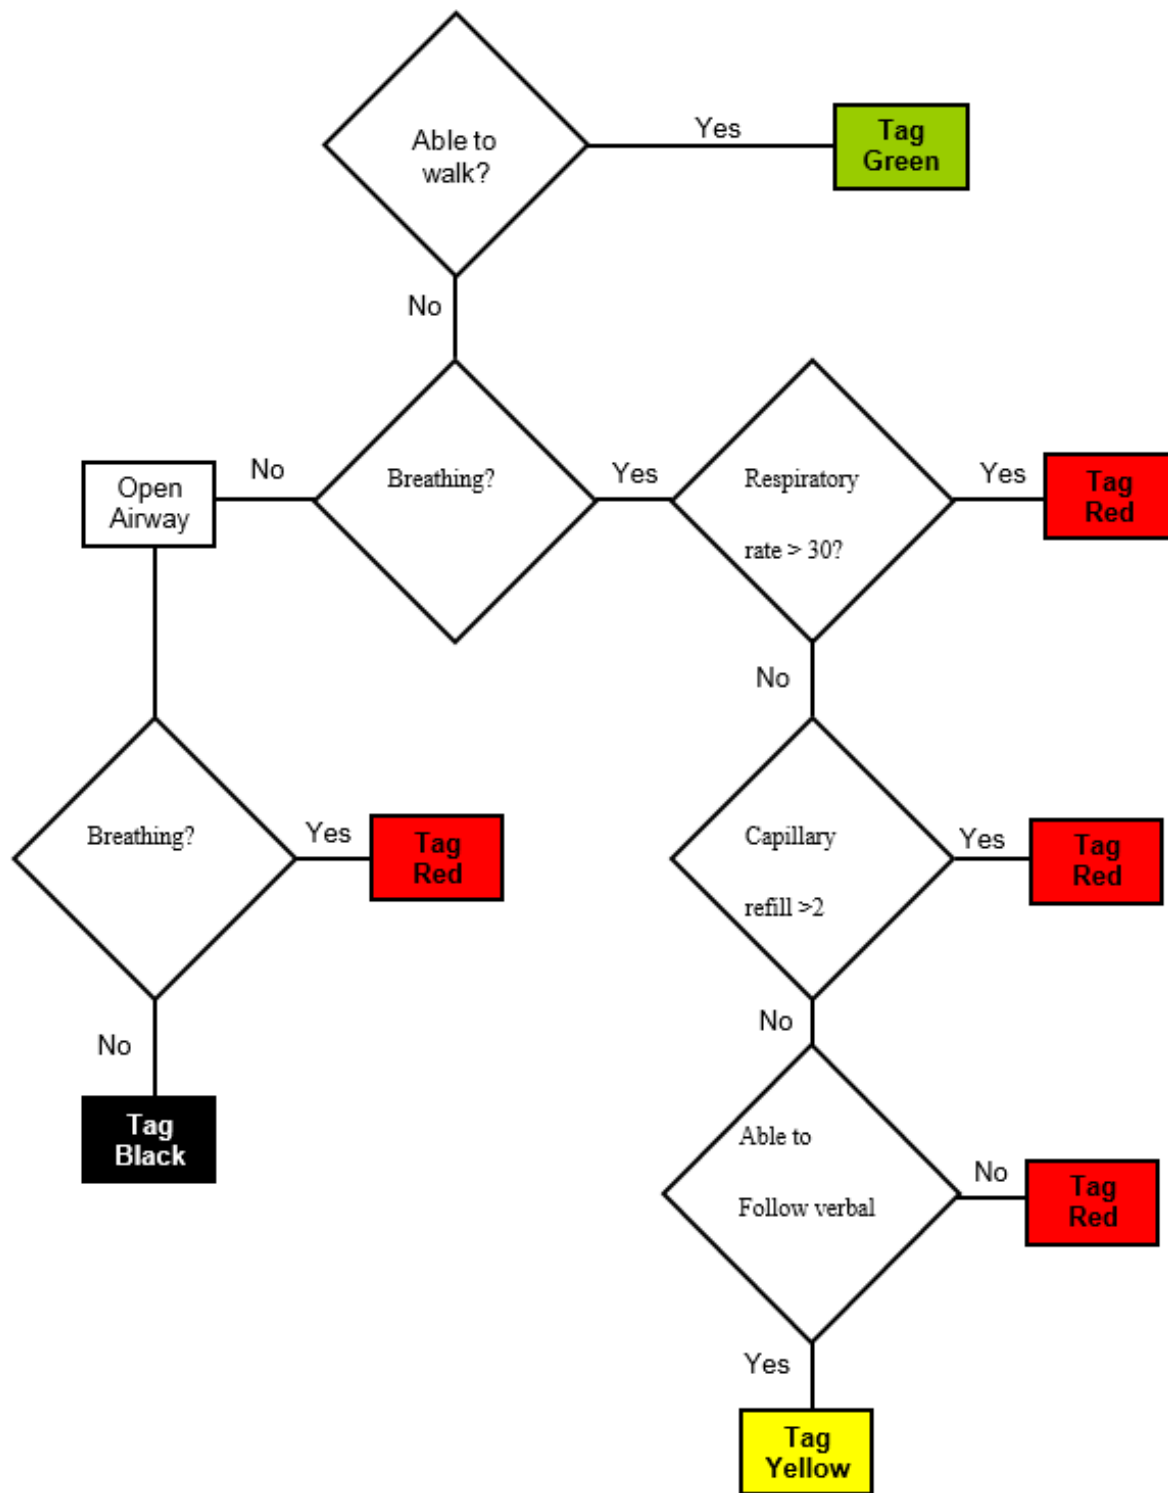 Able to
walk?
Yes
Tag
Green
No
Breathing?
No
Open
Airway
Yes
Respiratory
rate > 30?
Yes
Tag
Red
No
Breathing?
Yes
Tag
Red
No
Tag
Black
Capillary
refill >2
Yes
Tag
Red
No
Able to
Follow verbal
No
Tag
Red
Yes
Tag
Yellow